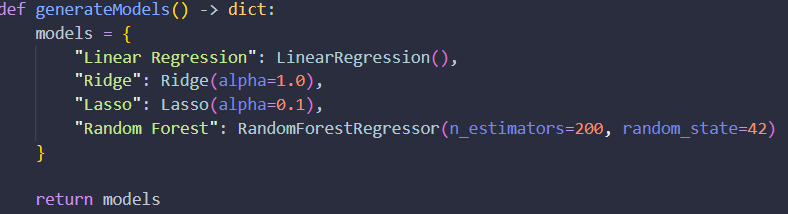 def generateModels() -> dict:
    models = {
        "Linear Regression": LinearRegression(),
        "Ridge": Ridge(alpha=1.0),
        "Lasso": Lasso(alpha=0.1),
        "Random Forest": RandomForestRegressor(n_estimators=200, random_state=42)
    }
    return models